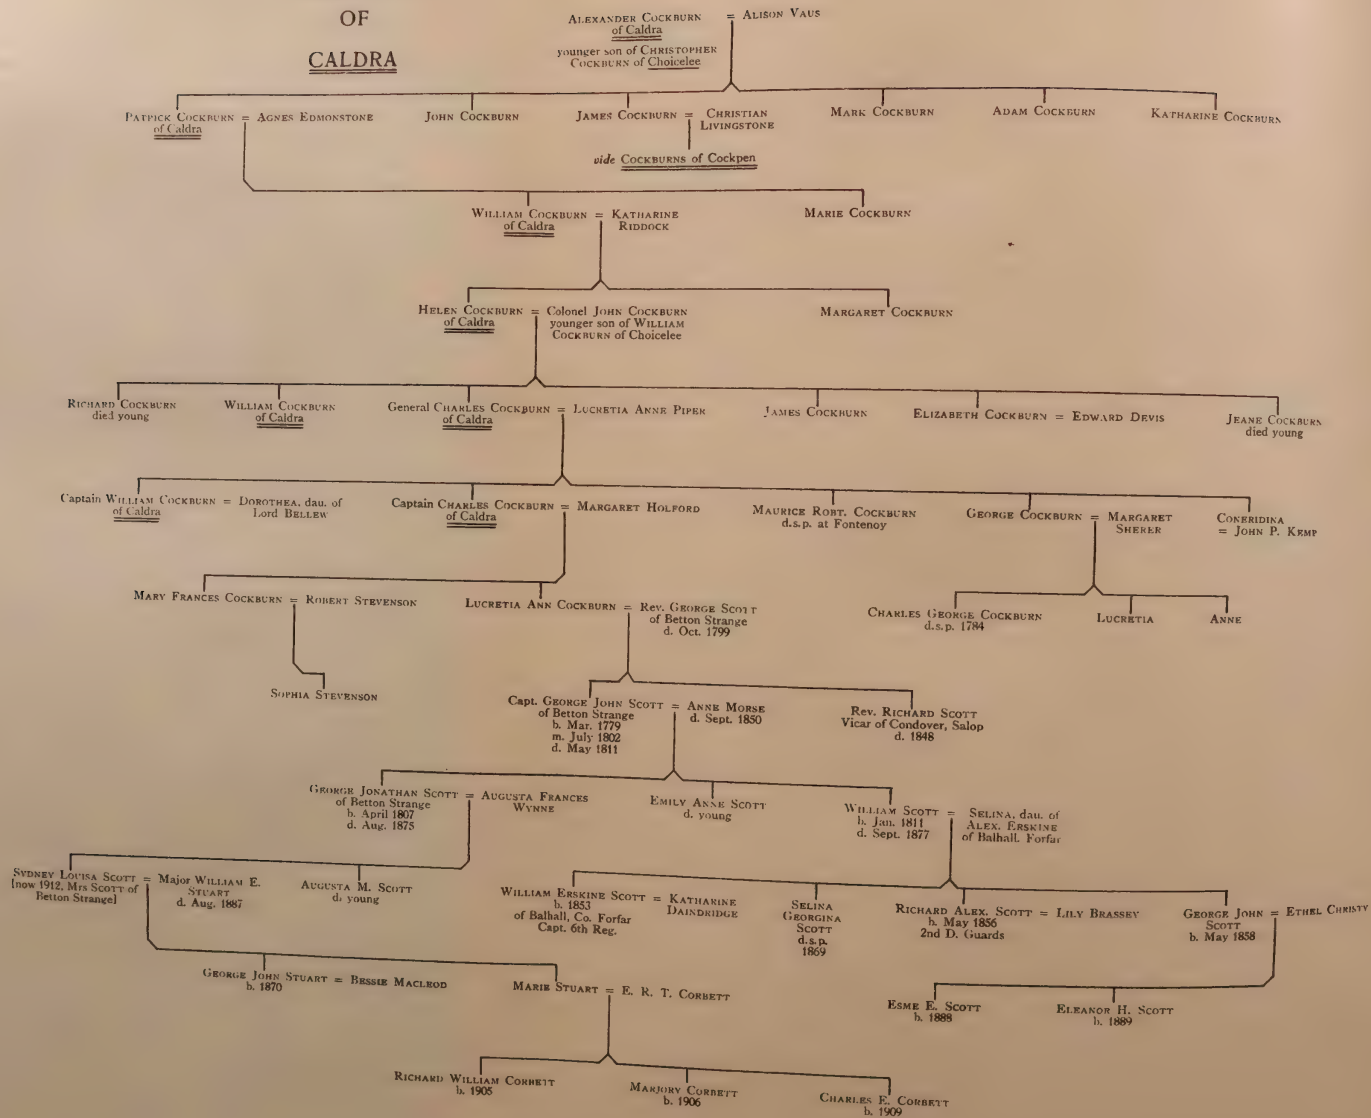 OF
CALDRA
ALEXANDER COCKBURN = ALISON VAUS
of Caldra
younger son of CHRISTOPHER
COCKBURN of Choicelee
PATRICK COCKBURN = AGNES EDMONSTONE
of Caldra
JOHN COCKBURN
JAMES COCKBURN = CHRISTIAN
LIVINGSTONE
vide COCKBURNS of Cockpen
MARK COCKBURN
ADAM COCKBURN
KATHARINE COCKBURN
WILLIAM COCKBURN = KATHARINE
of Caldra RIDDOCK
MARIE COCKBURN
HELEN COCKBURN = Colonel JOHN COCKBURN
of Caldra younger son of WILLIAM
COCKBURN of Choicelee
MARGARET COCKBURN
RICHARD COCKBURN
died young
WILLIAM COCKBURN
of Caldra
General CHARLES COCKBURN = LUCRETIA ANNE PIPER
of Caldra
JAMES COCKBURN
ELIZABETH COCKBURN = EDWARD DEVIS
JEANE COCKBURN
died young
Captain WILLIAM COCKBURN = DOROTHEA, dau. of
of Caldra Lord BELLEW
Captain CHARLES COCKBURN = MARGARET HOLFORD
of Caldra
MAURICE ROBT. COCKBURN
d.s.p. at Fontenoy
GEORGE COCKBURN = MARGARET
SHERER
CONERIDINA
= JOHN P. KEMP
MARY FRANCES COCKBURN = ROBERT STEVENSON
LUCRETIA ANN COCKBURN = Rev. GEORGE SCOTT
of Betton Strange
d. Oct. 1799
CHARLES GEORGE COCKBURN
d.s.p. 1784
LUCRETIA
ANNE
SOPHIA STEVENSON
Capt. GEORGE JOHN SCOTT = ANNE MORSE
of Betton Strange d. Sept. 1850
b. Mar. 1779
m. July 1802
d. May 1811
Rev. RICHARD SCOTT
Vicar of Condover, Salop
d. 1848
GEORGE JONATHAN SCOTT = AUGUSTA FRANCES
of Betton Strange WYNNE
b. April 1807
d. Aug. 1875
EMILY ANNE SCOTT
d. young
WILLIAM SCOTT = SELINA, dau. of
b. Jan. 1811 ALEX. ERSKINE
d. Sept. 1877 of Balhall, Forfar
SYDNEY LOUISA SCOTT = Major WILLIAM E.
[now 1912, Mrs SCOTT of STUART
Betton Strange] d. Aug. 1887
AUGUSTA M. SCOTT
d. young
WILLIAM ERSKINE SCOTT = KATHARINE
b. 1853 DAINDRIDGE
of Balhall, Co. Forfar
Capt. 6th Reg.
SELINA
GEORGINA
SCOTT
d.s.p.
1869
RICHARD ALEX. SCOTT = LILY BRASSEY
b. May 1856
2nd D. Guards
GEORGE JOHN = ETHEL CHRISTY
SCOTT
b. May 1858
GEORGE JOHN STUART = BESSIE MACLEOD
b. 1870
MARIE STUART = E. R. T. CORBETT
ESME E. SCOTT
b. 1888
ELEANOR H. SCOTT
b. 1889
RICHARD WILLIAM CORBETT
b. 1905
MARJORY CORBETT
b. 1906
CHARLES E. CORBETT
b. 1909